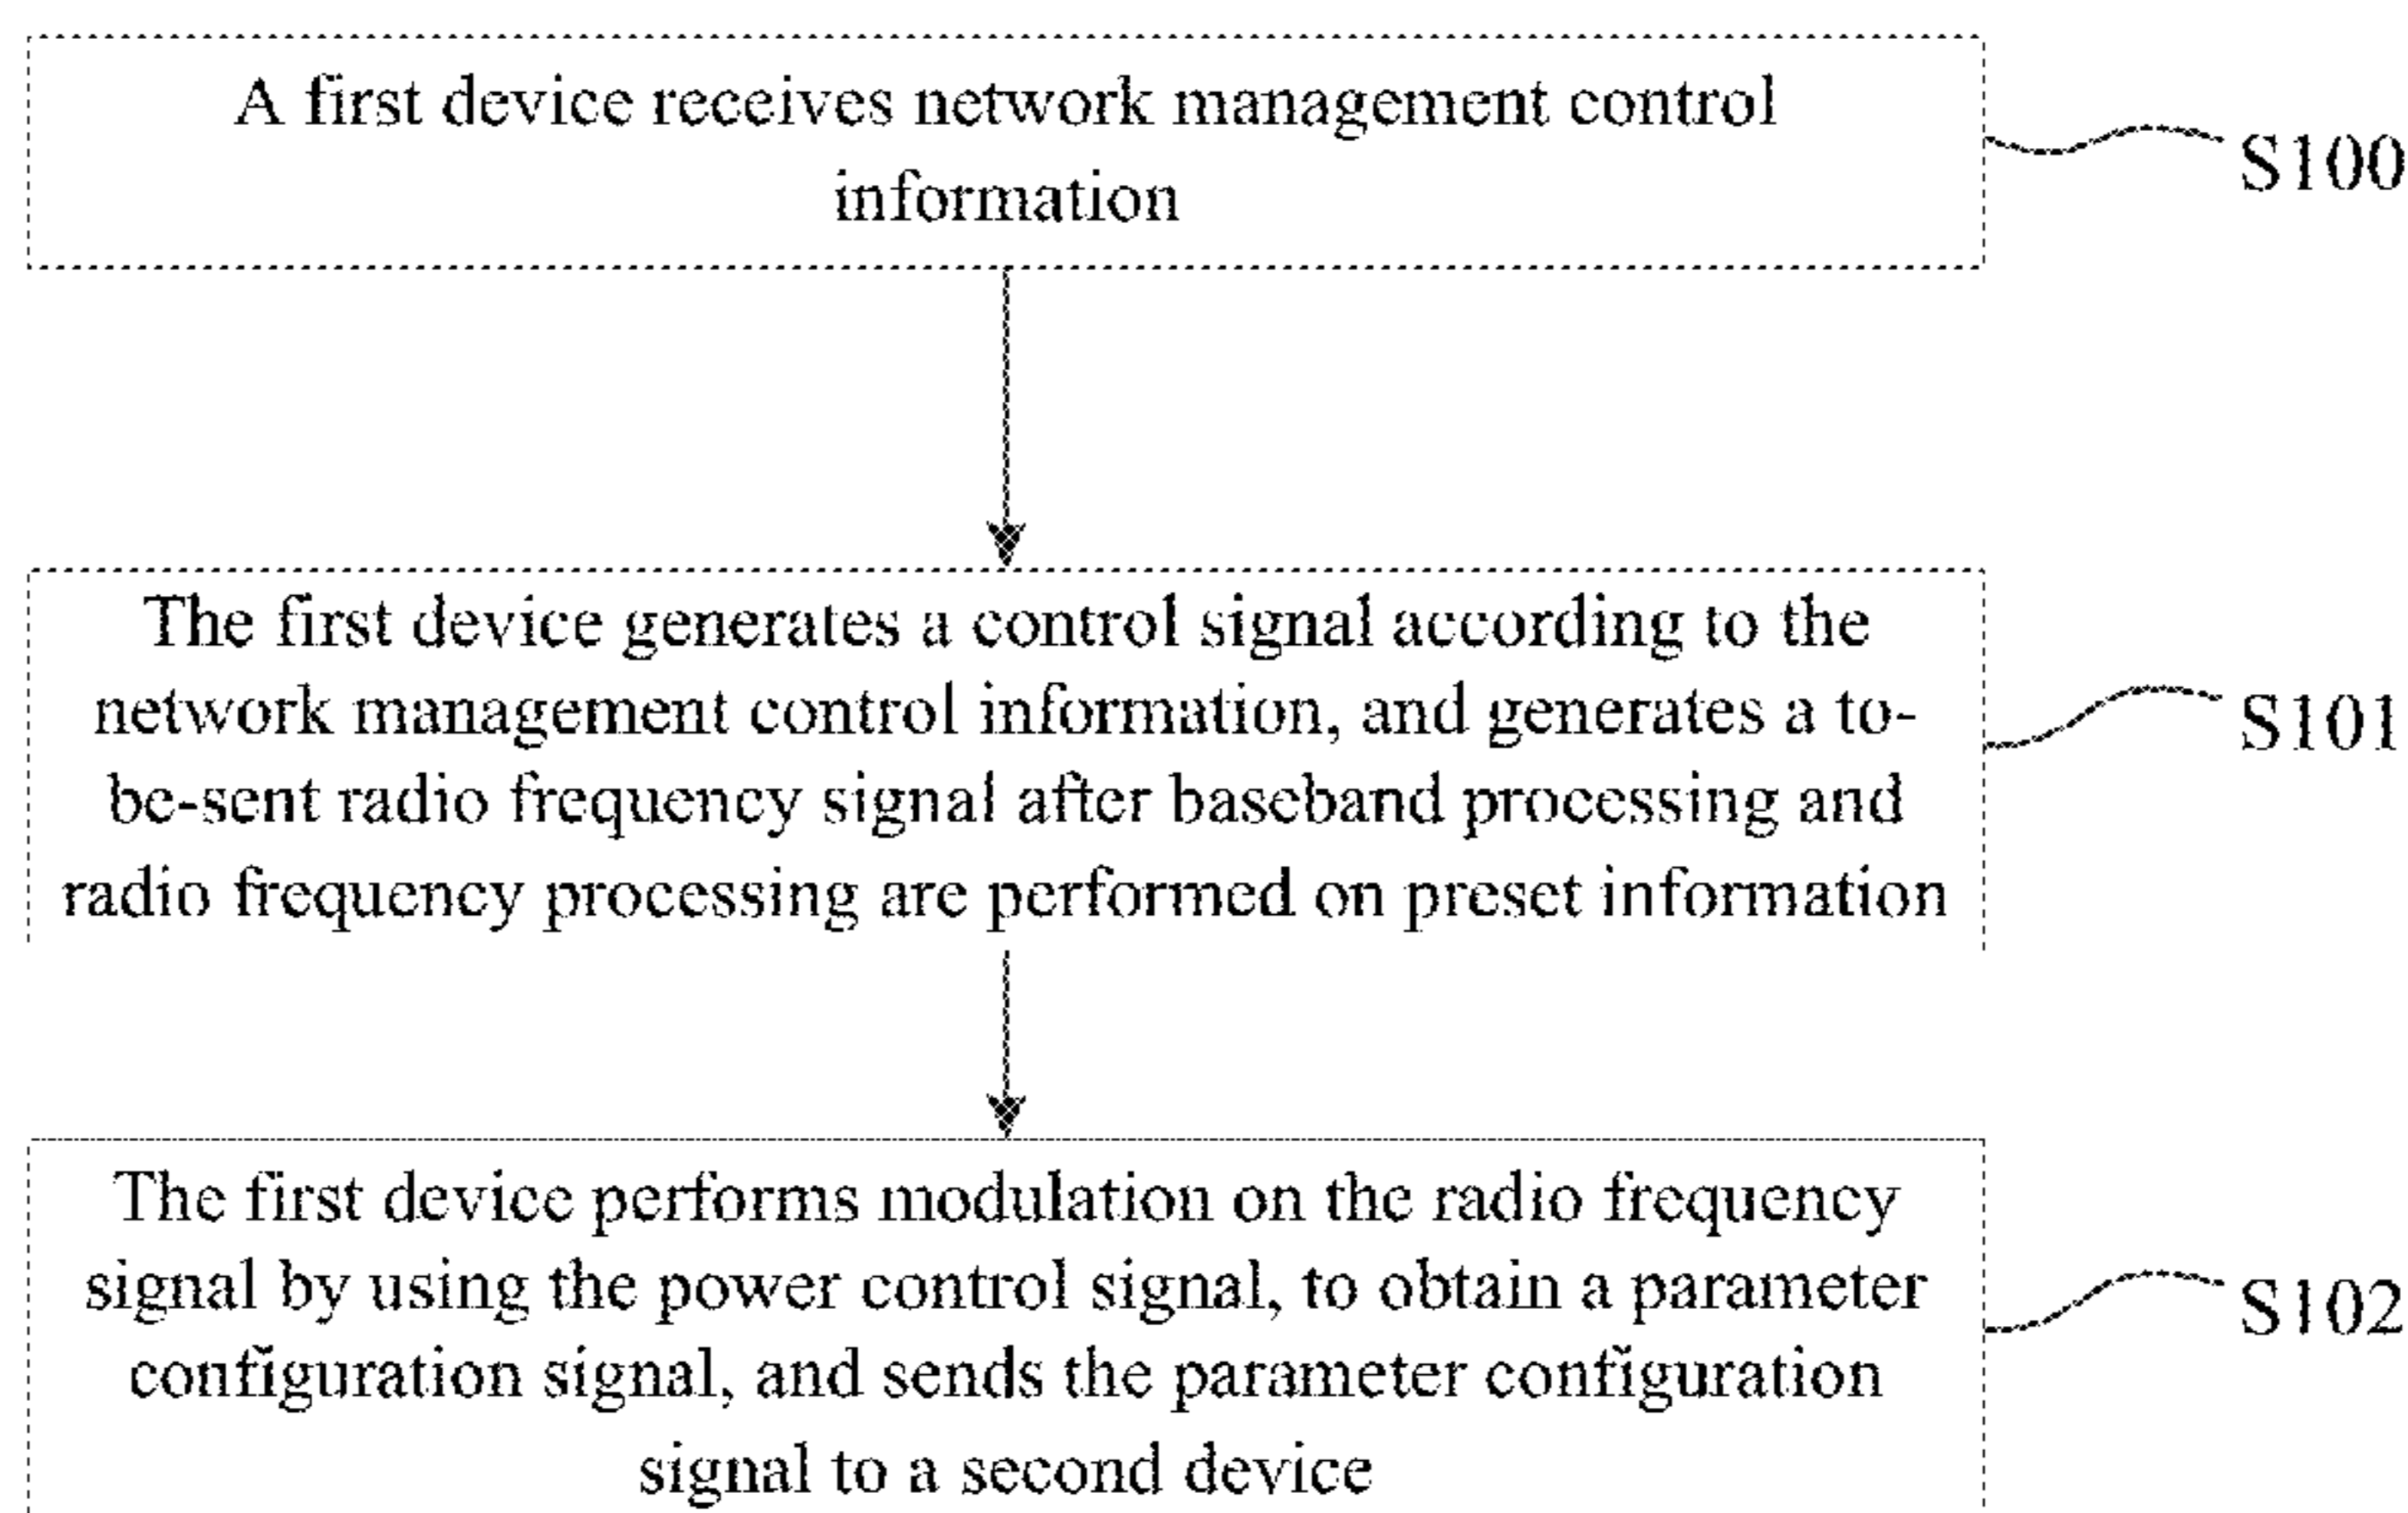 A first device receives network management control
information
S100
The first device generates a control signal according to the
network management control information, and generates a to-
be-sent radio frequency signal after baseband processing and
radio frequency processing are performed on preset information
S101
The first device performs modulation on the radio frequency
signal by using the power control signal, to obtain a parameter
configuration signal, and sends the parameter configuration
signal to a second device
S102